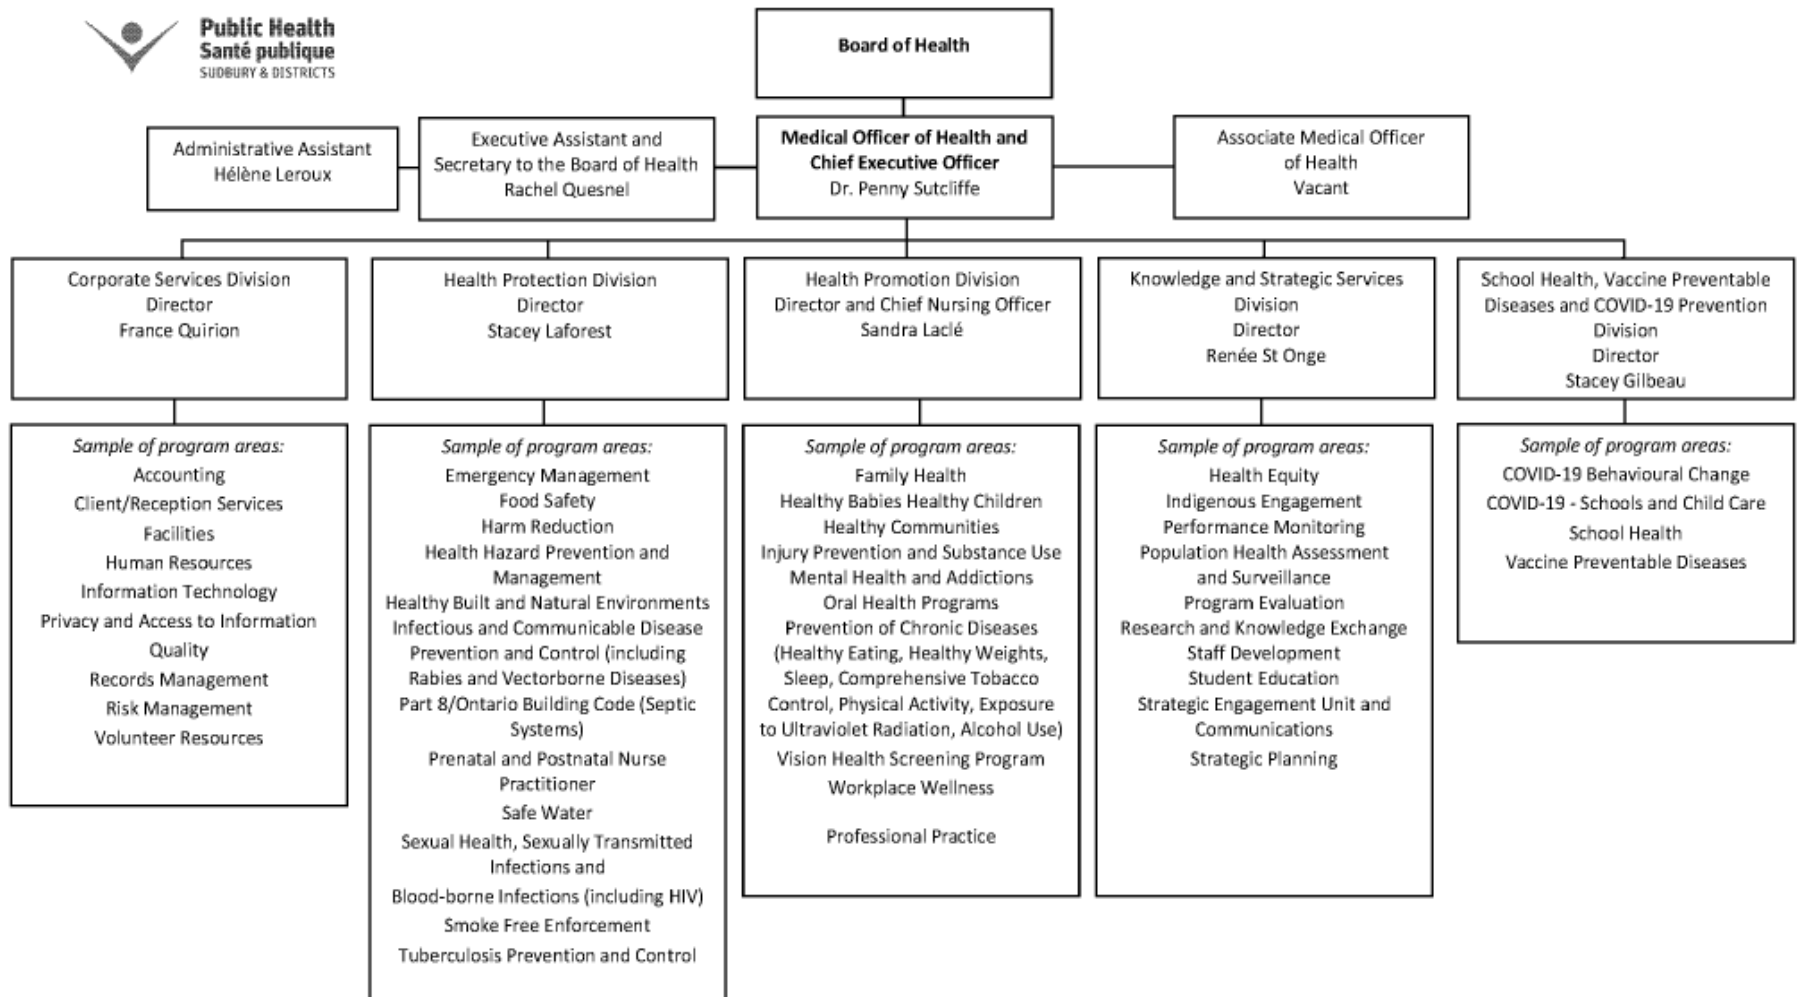 Public Health
Santé publique
SUDBURY & DISTRICTS
Board of Health
Administrative Assistant
Hélène Leroux
Executive Assistant and
Secretary to the Board of Health
Rachel Quesnel
Medical Officer of Health and
Chief Executive Officer
Dr. Penny Sutcliffe
Associate Medical Officer
of Health
Vacant
Corporate Services Division
Director
France Quirion
Health Protection Division
Director
Stacey Laforest
Health Promotion Division
Director and Chief Nursing Officer
Sandra Laclé
Knowledge and Strategic Services
Division
Director
Renée St Onge
School Health, Vaccine Preventable
Diseases and COVID-19 Prevention
Division
Director
Stacey Gilbeau
Sample of program areas:
Accounting
Client/Reception Services
Facilities
Human Resources
Information Technology
Privacy and Access to Information
Quality
Records Management
Risk Management
Volunteer Resources
Sample of program areas:
Emergency Management
Food Safety
Harm Reduction
Health Hazard Prevention and
Management
Healthy Built and Natural Environments
Infectious and Communicable Disease
Prevention and Control (including
Rabies and Vectorborne Diseases)
Part 8/Ontario Building Code (Septic
Systems)
Prenatal and Postnatal Nurse
Practitioner
Safe Water
Sexual Health, Sexually Transmitted
Infections and
Blood-borne Infections (including HIV)
Smoke Free Enforcement
Tuberculosis Prevention and Control
Sample of program areas:
Family Health
Healthy Babies Healthy Children
Healthy Communities
Injury Prevention and Substance Use
Mental Health and Addictions
Oral Health Programs
Prevention of Chronic Diseases
(Healthy Eating, Healthy Weights,
Sleep, Comprehensive Tobacco
Control, Physical Activity, Exposure
to Ultraviolet Radiation, Alcohol Use)
Vision Health Screening Program
Workplace Wellness
Professional Practice
Sample of program areas:
Health Equity
Indigenous Engagement
Performance Monitoring
Population Health Assessment
and Surveillance
Program Evaluation
Research and Knowledge Exchange
Staff Development
Student Education
Strategic Engagement Unit and
Communications
Strategic Planning
Sample of program areas:
COVID-19 Behavioural Change
COVID-19 - Schools and Child Care
School Health
Vaccine Preventable Diseases